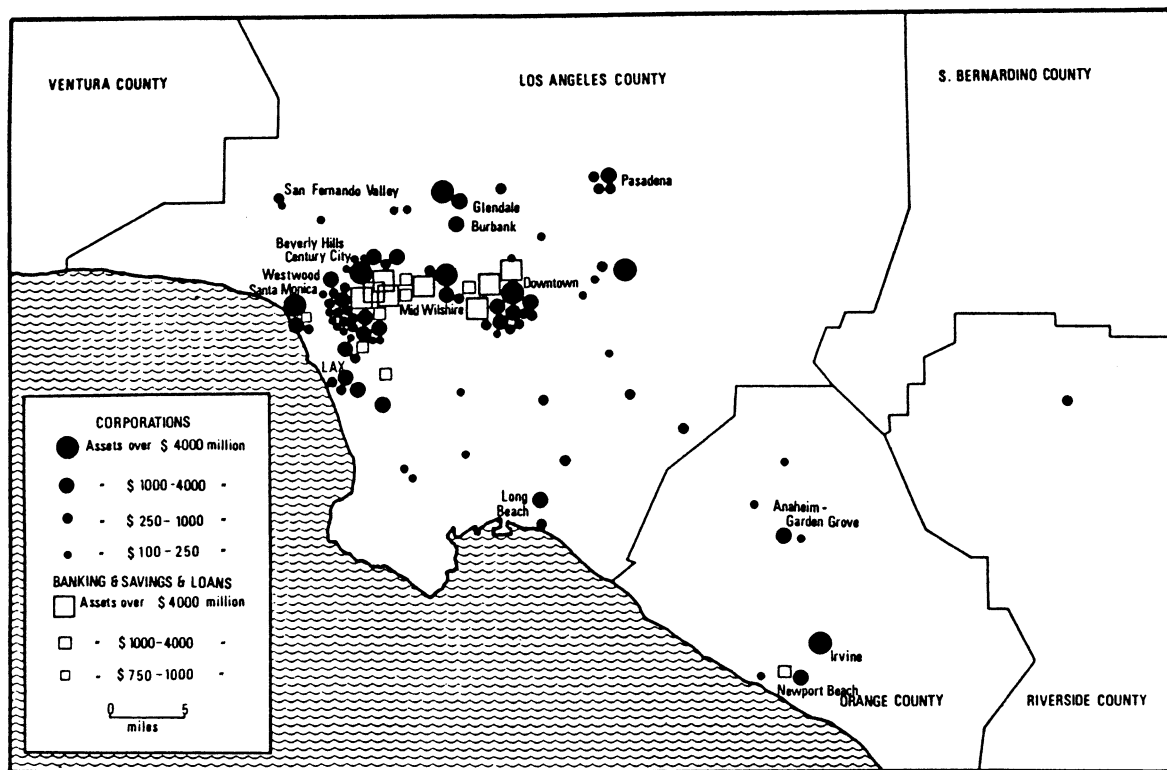 VENTURA COUNTY
LOS ANGELES COUNTY
S. BERNARDINO COUNTY
San Fernando Valley
Pasadena
Glendale
Burbank
Beverly Hills
Century City
Westwood
Santa Monica
Downtown
Mid Wilshire
LAX
Long
Beach
Anaheim -
Garden Grove
Irvine
Newport Beach
ORANGE COUNTY
RIVERSIDE COUNTY
CORPORATIONS
Assets over $ 4000 million
" $ 1000-4000 "
" $ 250-1000 "
" $ 100-250 "
BANKING & SAVINGS & LOANS
Assets over $ 4000 million
" $ 1000-4000 "
" $ 750-1000 "
0 5
miles